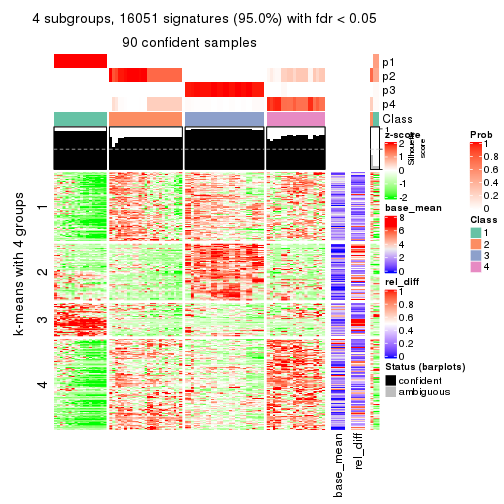 4 subgroups, 16051 signatures (95.0%) with fdr < 0.05
90 confident samples
p1
p2
p3
p4
Class
1
Silhouette
score
k-means with 4 groups
1
2
3
4
base_mean
rel_diff
z-score
2
1
0
-1
-2
base_mean
8
6
4
2
0
rel_diff
1
0.8
0.6
0.4
0.2
0
Status (barplots)
confident
ambiguous
Prob
1
0.8
0.6
0.4
0.2
0
Class
1
2
3
4